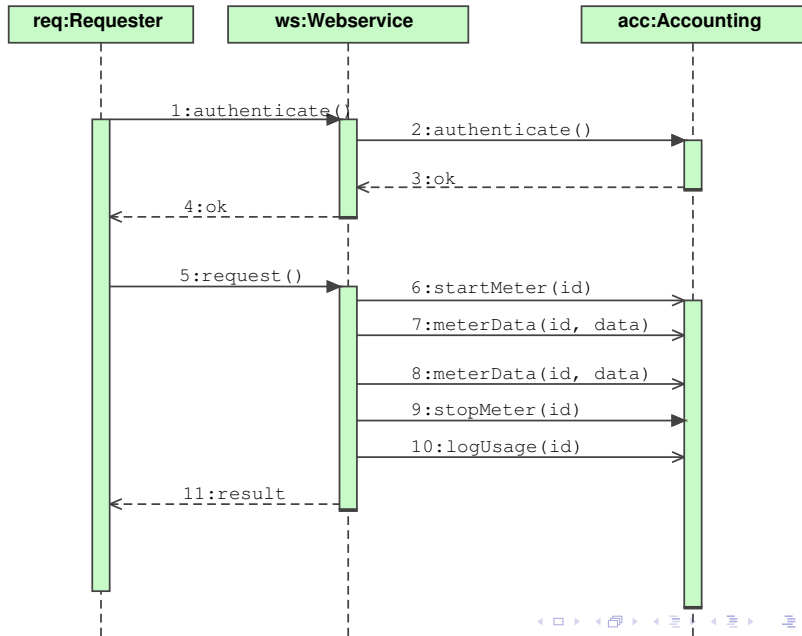 req:Requester
ws:Webservice
acc:Accounting
1:authenticate()
2:authenticate()
3:ok
4:ok
5:request()
6:startMeter(id)
7:meterData(id, data)
8:meterData(id, data)
9:stopMeter(id)
10:logUsage(id)
11:result